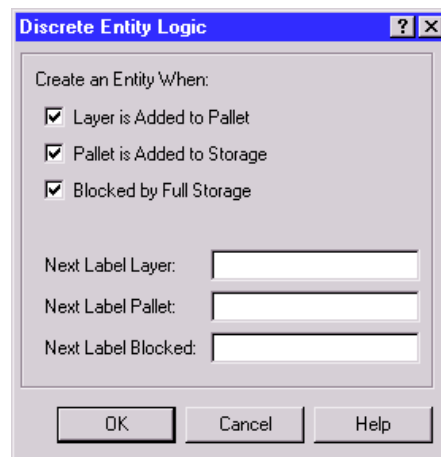 Discrete Entity Logic
Create an Entity When:
Layer is Added to Pallet
Pallet is Added to Storage
Blocked by Full Storage
Next Label Layer:
Next Label Pallet:
Next Label Blocked:
OK Cancel Help